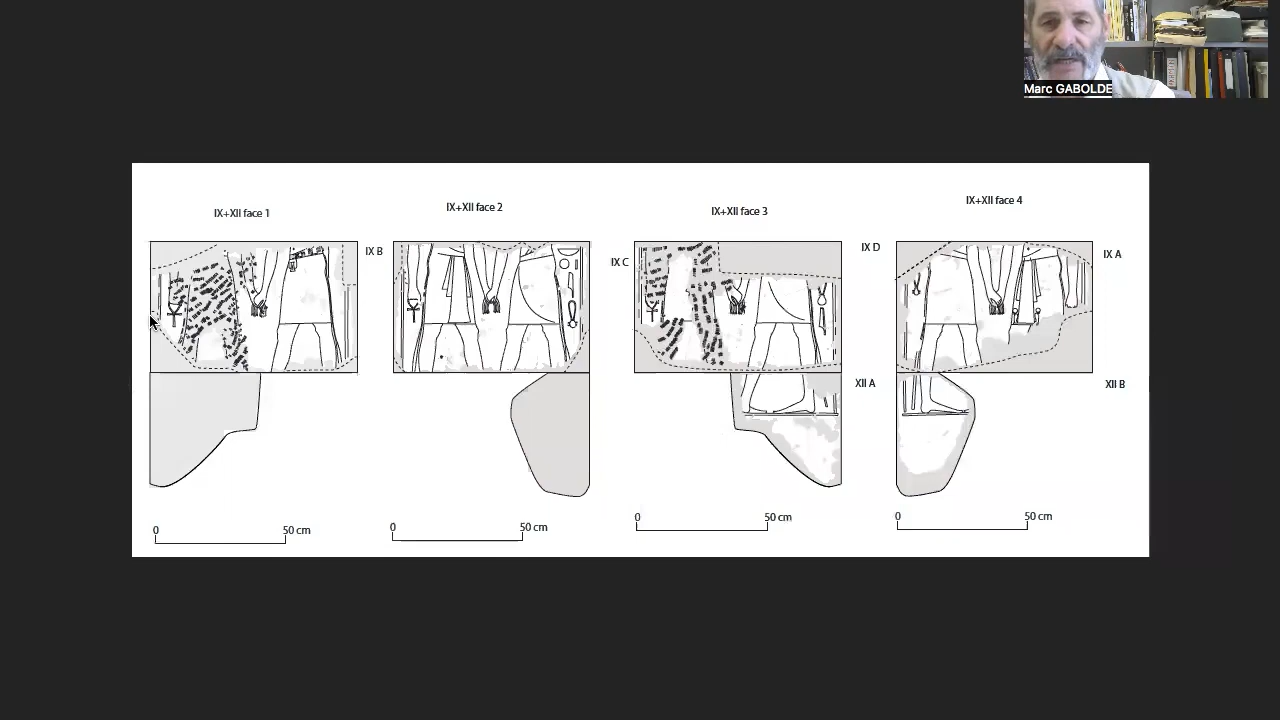 Marc GABOLDE
IX+XII face 1
IX+XII face 2
IX+XII face 3
IX+XII face 4
IX B
IX C
IX D
IX A
XII A
XII B
0 50 cm
0 50 cm
0 50 cm
0 50 cm